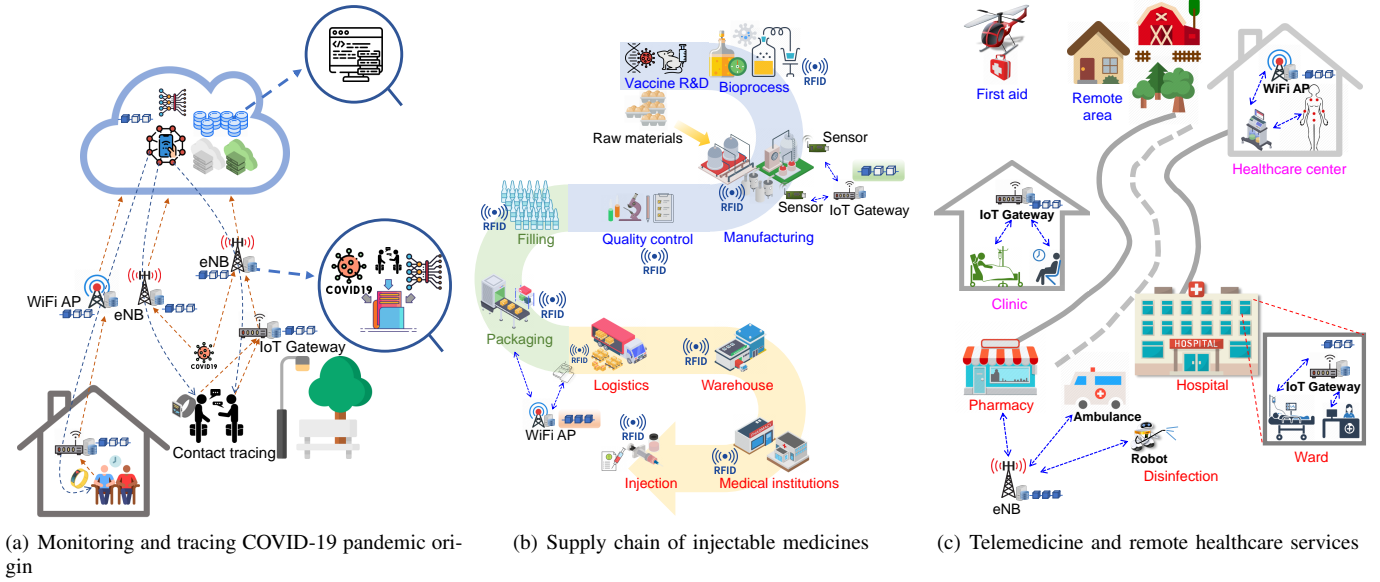 eNB
COVID19
WiFi AP
eNB
COVID19
IoT Gateway
Contact tracing
(a) Monitoring and tracing COVID-19 pandemic ori-
gin
Vaccine R&D
Bioprocess
RFID
Raw materials
Sensor
RFID
Sensor
IoT Gateway
RFID
Filling
Quality control
Manufacturing
RFID
RFID
Packaging
RFID
RFID
Logistics
Warehouse
WiFi AP
RFID
RFID
Injection
Medical institutions
(b) Supply chain of injectable medicines
First aid
Remote
area
WiFi AP
Healthcare center
IoT Gateway
Clinic
HOSPITAL
Hospital
Pharmacy
Ambulance
IoT Gateway
Robot
Disinfection
Ward
eNB
(c) Telemedicine and remote healthcare services